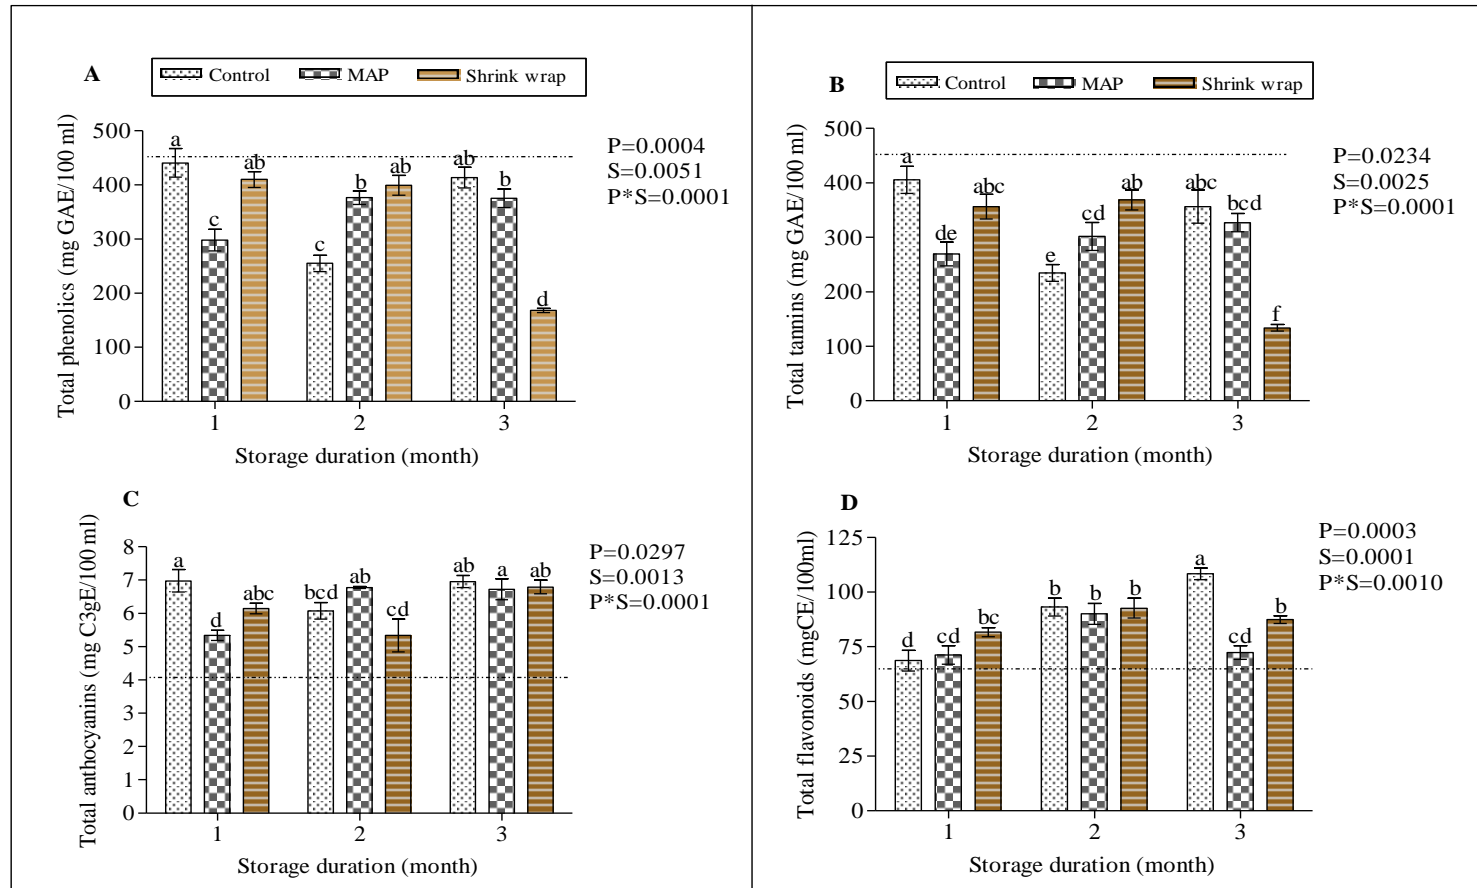 A
Control MAP Shrink wrap
Total phenolics (mg GAE/100 ml)
500
400
300
200
100
0
a
c
ab
c
b
ab
ab
b
d
1 2 3
Storage duration (month)
P=0.0004
S=0.0051
P*S=0.0001
B
Control MAP Shrink wrap
Total tannins (mg GAE/100 ml)
500
400
300
200
100
0
a
de
abc
e
cd
ab
abc
bcd
f
1 2 3
Storage duration (month)
P=0.0234
S=0.0025
P*S=0.0001
C
Total anthocyanins (mg C3gE/100 ml)
8
7
6
5
4
3
2
1
0
a
d
abc
bcd
ab
cd
ab
a
ab
1 2 3
Storage duration (month)
P=0.0297
S=0.0013
P*S=0.0001
D
Total flavonoids (mgCE/100ml)
125
100
75
50
25
0
d
cd
bc
b
b
b
a
cd
b
1 2 3
Storage duration (month)
P=0.0003
S=0.0001
P*S=0.0010